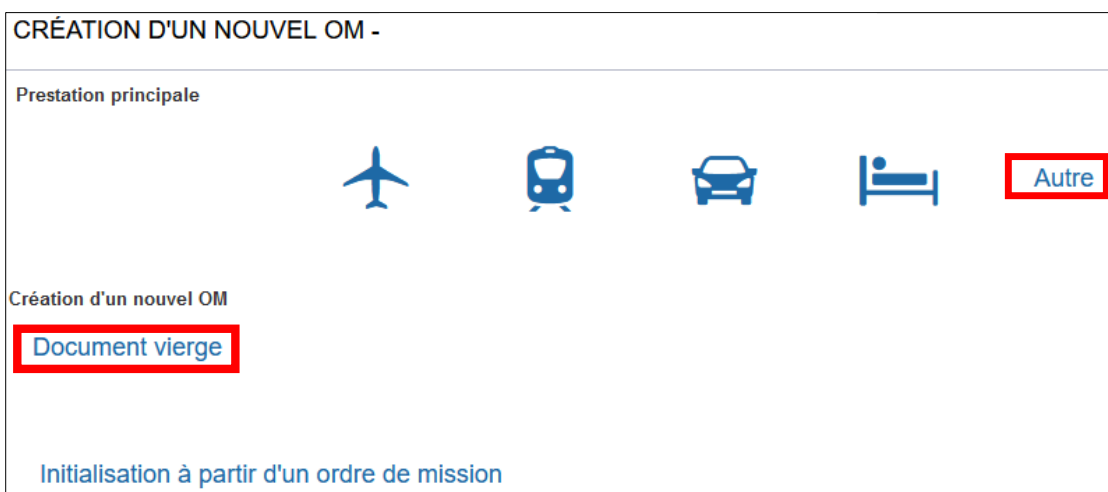 CRÉATION D'UN NOUVEL OM -
Prestation principale
Autre
Création d'un nouvel OM
Document vierge
Initialisation à partir d'un ordre de mission